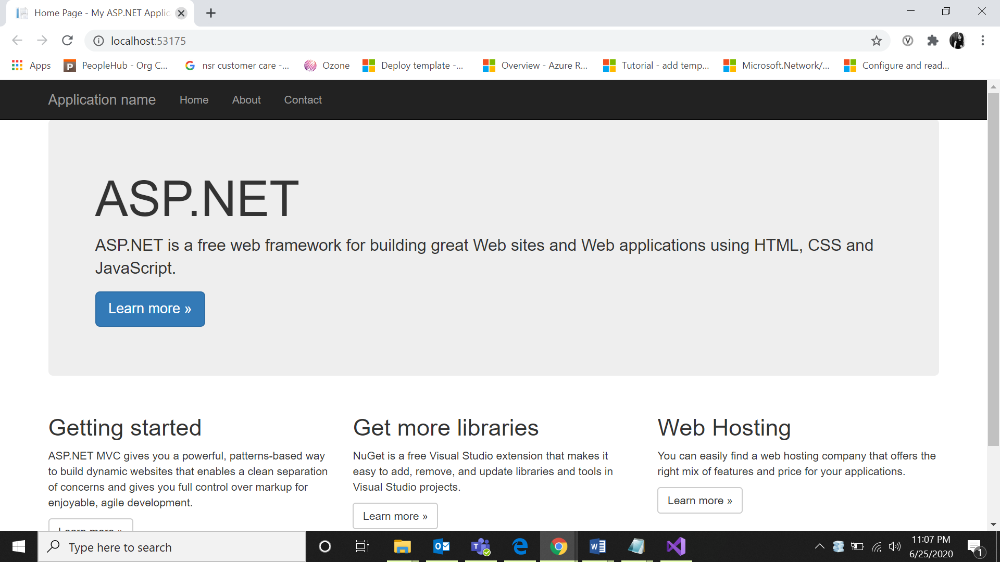 Home Page - My ASP.NET Applic
localhost:53175
Apps
PeopleHub - Org C...
nsr customer care -...
Ozone
Deploy template -...
Overview - Azure R...
Tutorial - add temp...
Microsoft.Network/...
Configure and read...
Application name
Home
About
Contact
ASP.NET
ASP.NET is a free web framework for building great Web sites and Web applications using HTML, CSS and
JavaScript.
Learn more »
Getting started
ASP.NET MVC gives you a powerful, patterns-based way
to build dynamic websites that enables a clean separation
of concerns and gives you full control over markup for
enjoyable, agile development.
Learn more »
Get more libraries
NuGet is a free Visual Studio extension that makes it
easy to add, remove, and update libraries and tools in
Visual Studio projects.
Learn more »
Web Hosting
You can easily find a web hosting company that offers the
right mix of features and price for your applications.
Learn more »
Type here to search
11:07 PM
6/25/2020
1